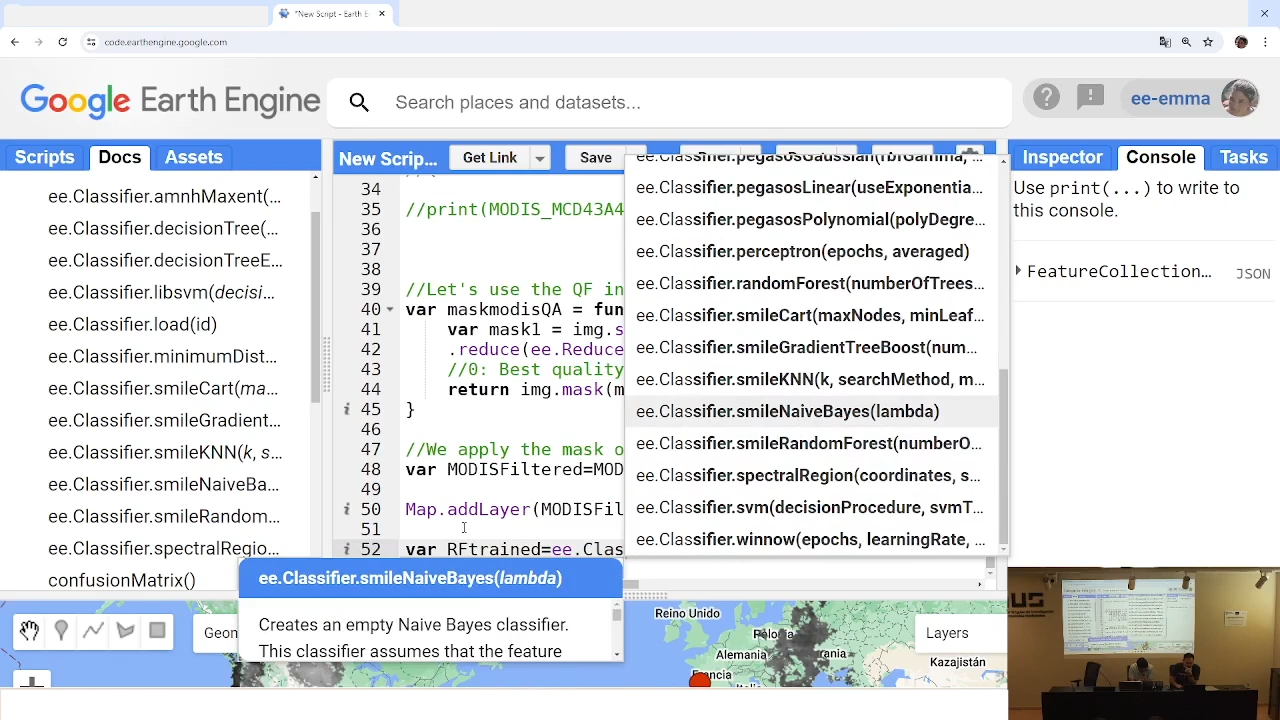 *New Script - Earth En
code.earthengine.google.com
Google Earth Engine
Search places and datasets...
ee-emma
Scripts
Docs
Assets
New Scrip...
Get Link
Save
Inspector
Console
Tasks
ee.Classifier.amnhMaxent(...
ee.Classifier.decisionTree(...
ee.Classifier.decisionTreeE...
ee.Classifier.libsvm(decisi...
ee.Classifier.load(id)
ee.Classifier.minimumDist...
ee.Classifier.smileCart(ma...
ee.Classifier.smileGradient...
ee.Classifier.smileKNN(k, s...
ee.Classifier.smileNaiveBa...
ee.Classifier.smileRandom...
ee.Classifier.spectralRegio...
confusionMatrix()
34
35 //print(MODIS_MCD43A4
36
37
38
39 //Let's use the QF in
40 var maskmodisQA = fun
41 var mask1 = img.s
42 .reduce(ee.Reduce
43 //0: Best quality
44 return img.mask(m
45 }
46
47 //We apply the mask o
48 var MODISFiltered=MOD
49
50 Map.addLayer(MODISFil
51
52 var RFtrained=ee.Clas
ee.Classifier.pegasosGaussian(rbfGamma, ...
ee.Classifier.pegasosLinear(useExponentia...
ee.Classifier.pegasosPolynomial(polyDegre...
ee.Classifier.perceptron(epochs, averaged)
ee.Classifier.randomForest(numberOfTrees...
ee.Classifier.smileCart(maxNodes, minLeaf...
ee.Classifier.smileGradientTreeBoost(num...
ee.Classifier.smileKNN(k, searchMethod, m...
ee.Classifier.smileNaiveBayes(lambda)
ee.Classifier.smileRandomForest(numberO...
ee.Classifier.spectralRegion(coordinates, s...
ee.Classifier.svm(decisionProcedure, svmT...
ee.Classifier.winnow(epochs, learningRate, ...
Use print(...) to write to
this console.
FeatureCollection...
JSON
ee.Classifier.smileNaiveBayes(lambda)
Creates an empty Naive Bayes classifier.
This classifier assumes that the feature
Geon
Reino Unido
Polonia
Alemania
Francia
Italia
Ucrania
Kazajistán
Layers